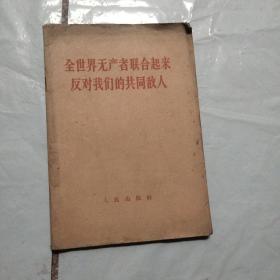 全世界无产者联合起来
反对我们的共同敌人
人民出版社